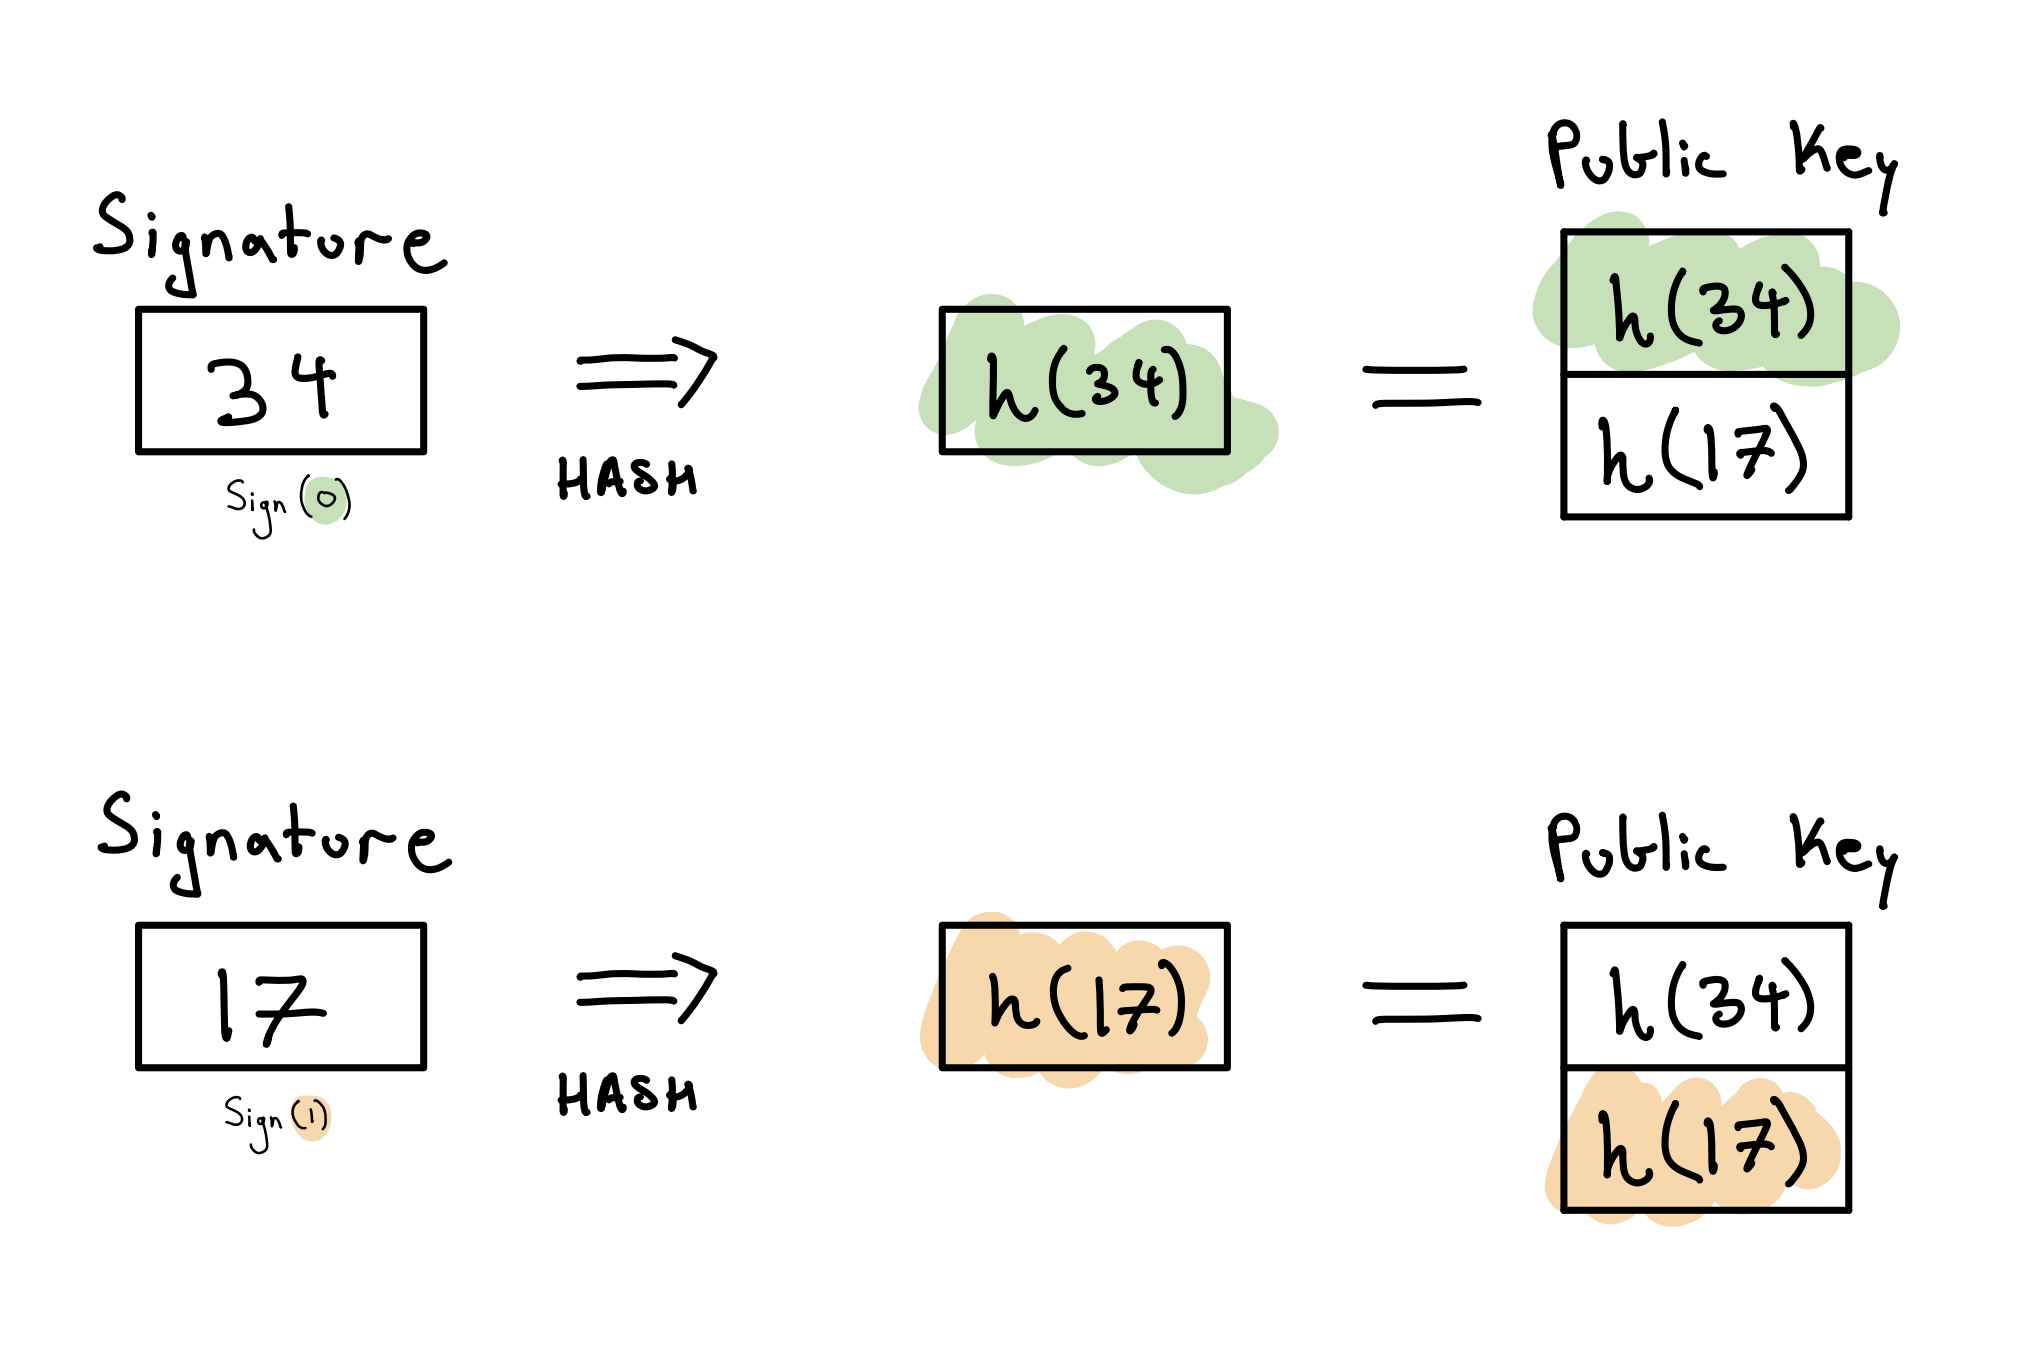 Public Key
Signature
34
Sign(0)
HASH
h(34)
=
h(34)
h(17)
Public Key
Signature
17
Sign(1)
HASH
h(17)
=
h(34)
h(17)